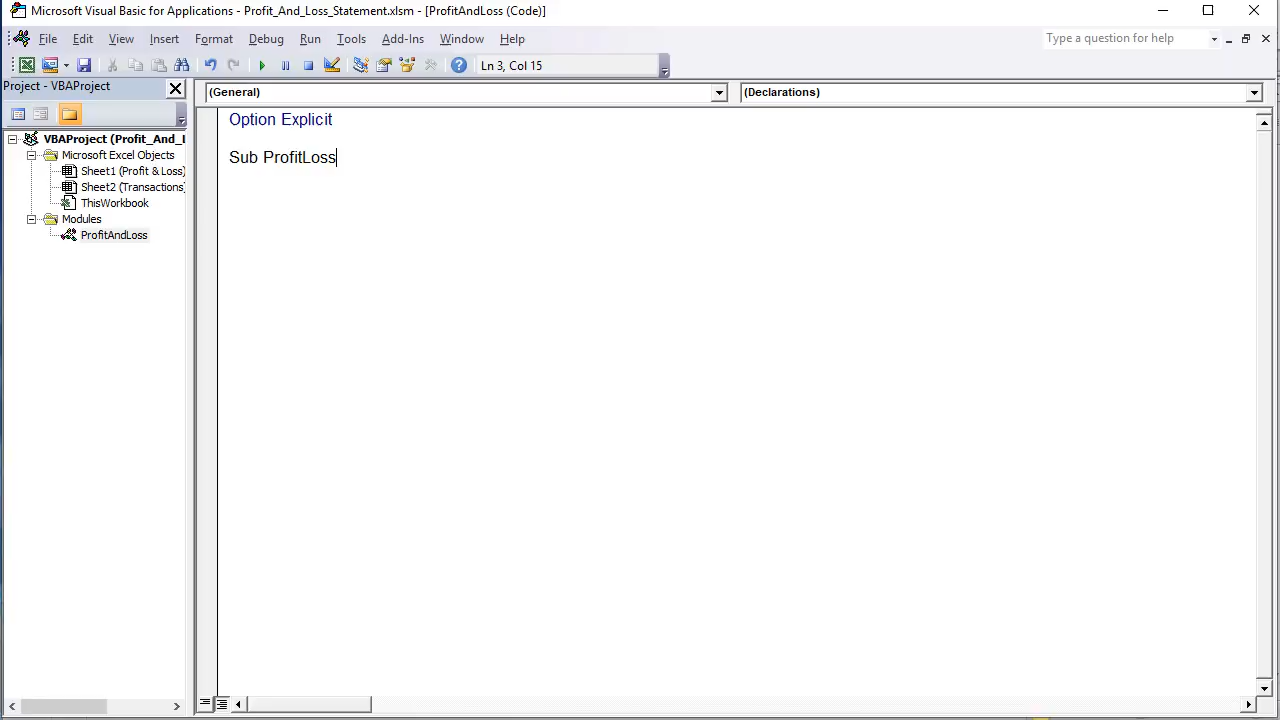 Microsoft Visual Basic for Applications - Profit_And_Loss_Statement.xlsm - [ProfitAndLoss (Code)]
File Edit View Insert Format Debug Run Tools Add-Ins Window Help
Type a question for help
Ln 3, Col 15
Project - VBAProject
(General)
(Declarations)
VBAProject (Profit_And_L
Microsoft Excel Objects
Sheet1 (Profit & Loss)
Sheet2 (Transactions)
ThisWorkbook
Modules
ProfitAndLoss
Option Explicit
Sub ProfitLoss